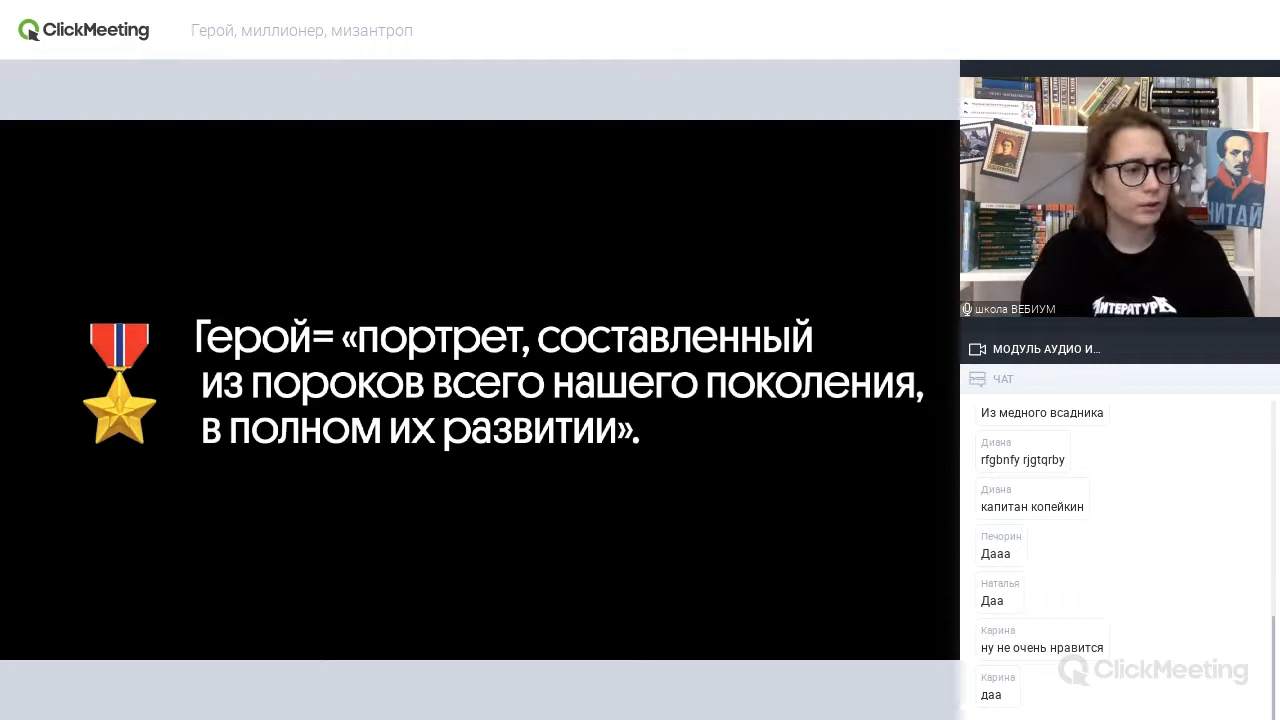 ClickMeeting
Герой, миллионер, мизантроп
Герой= «портрет, составленный
из пороков всего нашего поколения,
в полном их развитии».
ЧИТАЙ
ЛИТЕРАТУРА
школа ВЕБИУМ
МОДУЛЬ АУДИО И...
ЧАТ
Из медного всадника
Диана
rfgbnfy rjgtqrby
Диана
капитан копейкин
Печорин
Дааа
Наталья
Даа
Карина
ну не очень нравится
Карина
даа
ClickMeeting